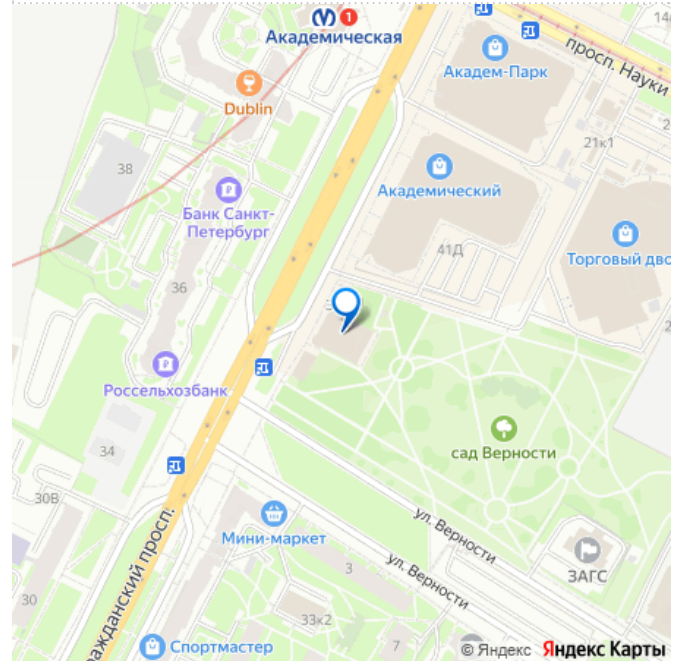 1
Академическая
14
просп. Науки
Академ-Парк
Dublin
21к1
38
Академический
Банк Санкт-
Петербург
41Д
Торговый дво
36
Россельхозбанк
сад Верности
34
30В
ул. Верности
Мини-маркет
ЗАГС
ул. Верности
3
ражданский просп.
30
33к2
7
Спортмастер
© Яндекс Яндекс Карты